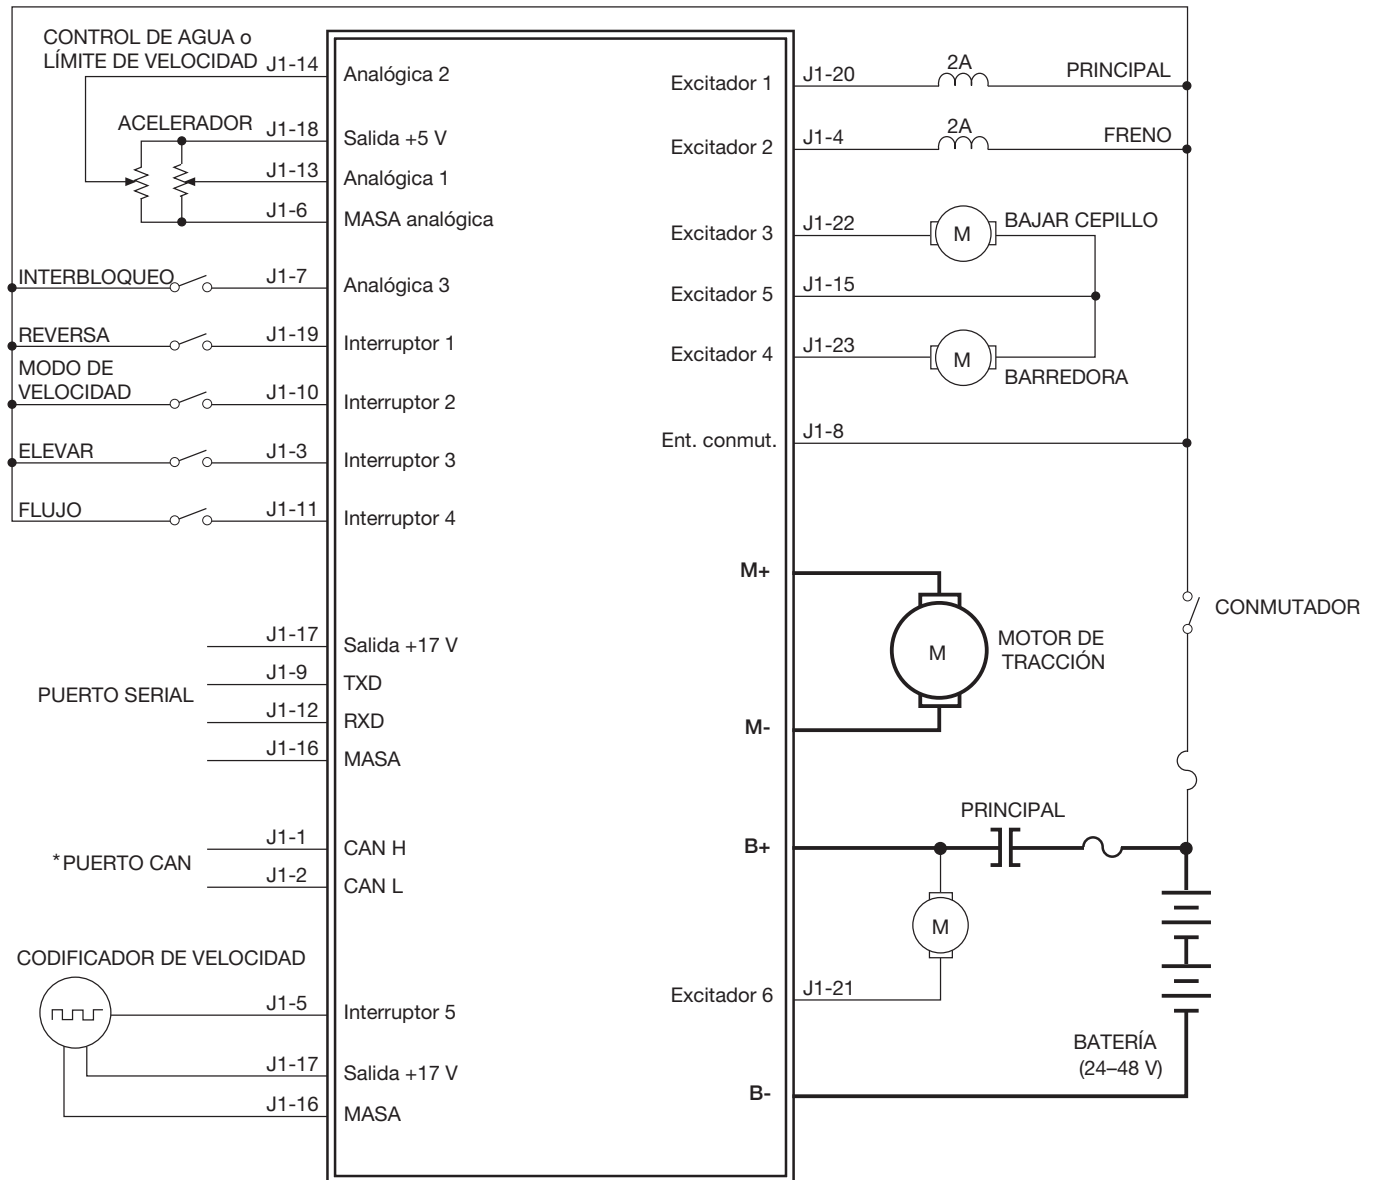 CONTROL DE AGUA o
LÍMITE DE VELOCIDAD
J1-14
Analógica 2
ACELERADOR
J1-18
Salida +5 V
J1-13
Analógica 1
J1-6
MASA analógica
INTERBLOQUEO
J1-7
Analógica 3
REVERSA
J1-19
Interruptor 1
MODO DE
VELOCIDAD
J1-10
Interruptor 2
ELEVAR
J1-3
Interruptor 3
FLUJO
J1-11
Interruptor 4
PUERTO SERIAL
J1-17
Salida +17 V
J1-9
TXD
J1-12
RXD
J1-16
MASA
*PUERTO CAN
J1-1
CAN H
J1-2
CAN L
CODIFICADOR DE VELOCIDAD
J1-5
Interruptor 5
J1-17
Salida +17 V
J1-16
MASA
Excitador 1
J1-20
2A
PRINCIPAL
Excitador 2
J1-4
2A
FRENO
Excitador 3
J1-22
M
BAJAR CEPILLO
Excitador 5
J1-15
Excitador 4
J1-23
M
BARREDORA
Ent. conmut.
J1-8
CONMUTADOR
M+
M
MOTOR DE
TRACCIÓN
M-
PRINCIPAL
B+
M
Excitador 6
J1-21
BATERÍA
(24–48 V)
B-